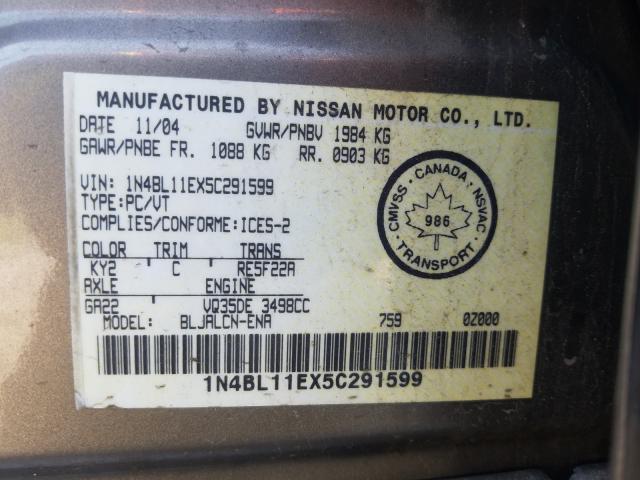 MANUFACTURED BY NISSAN MOTOR CO., LTD.
DATE 11/04 GVWR/PNBV 1984 KG
GAWR/PNBE FR. 1088 KG RR. 0903 KG
VIN: 1N4BL11EX5C291599
TYPE:PC/VT
COMPLIES/CONFORME:ICES-2
CMVSS · CANADA · NSVAC
986
TRANSPORT
COLOR TRIM TRANS
KY2 C RE5F22A
AXLE ENGINE
GA22 VQ35DE 3498CC
MODEL: BLJALCN-ENA 759 0Z000
1N4BL11EX5C291599